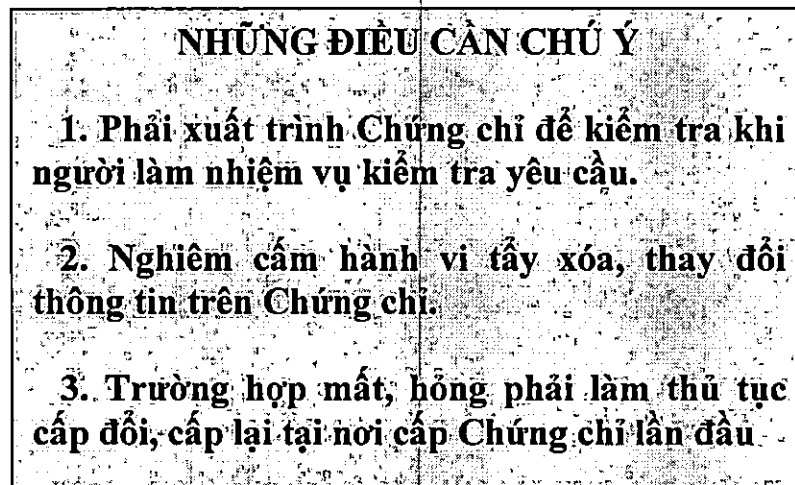 NHỮNG ĐIỀU CẦN CHÚ Ý
1. Phải xuất trình Chứng chỉ để kiểm tra khi
người làm nhiệm vụ kiểm tra yêu cầu.
2. Nghiêm cấm hành vi tẩy xóa, thay đổi
thông tin trên Chứng chỉ.
3. Trường hợp mất, hỏng phải làm thủ tục
cấp đổi, cấp lại tại nơi cấp Chứng chỉ lần đầu